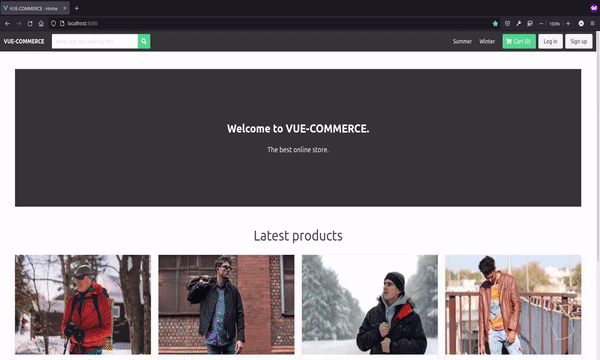 VUE-COMMERCE - Home
localhost:8080
100%
VUE-COMMERCE
What are you looking for?
Summer
Winter
Cart (0)
Log in
Sign up
Welcome to VUE-COMMERCE.
The best online store.
Latest products